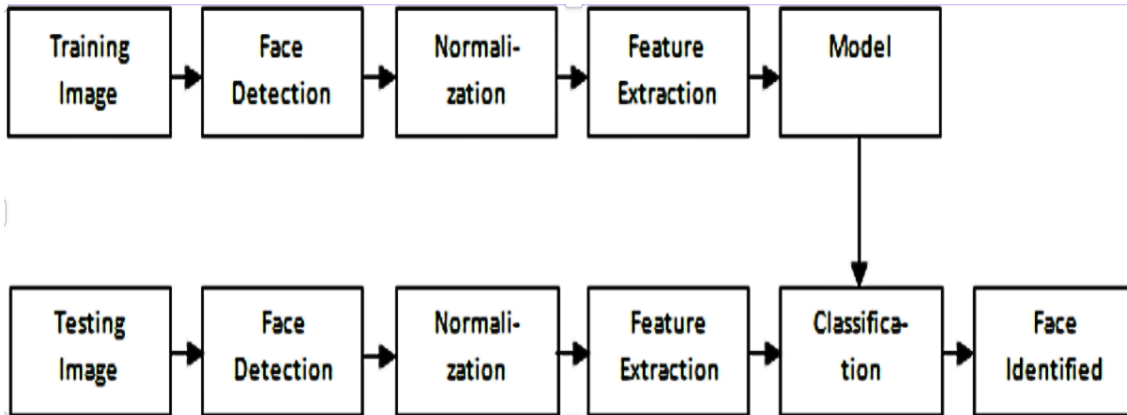 Training
Image
Face
Detection
Normali-
zation
Feature
Extraction
Model
Testing
Image
Face
Detection
Normali-
zation
Feature
Extraction
Classifica-
tion
Face
Identified